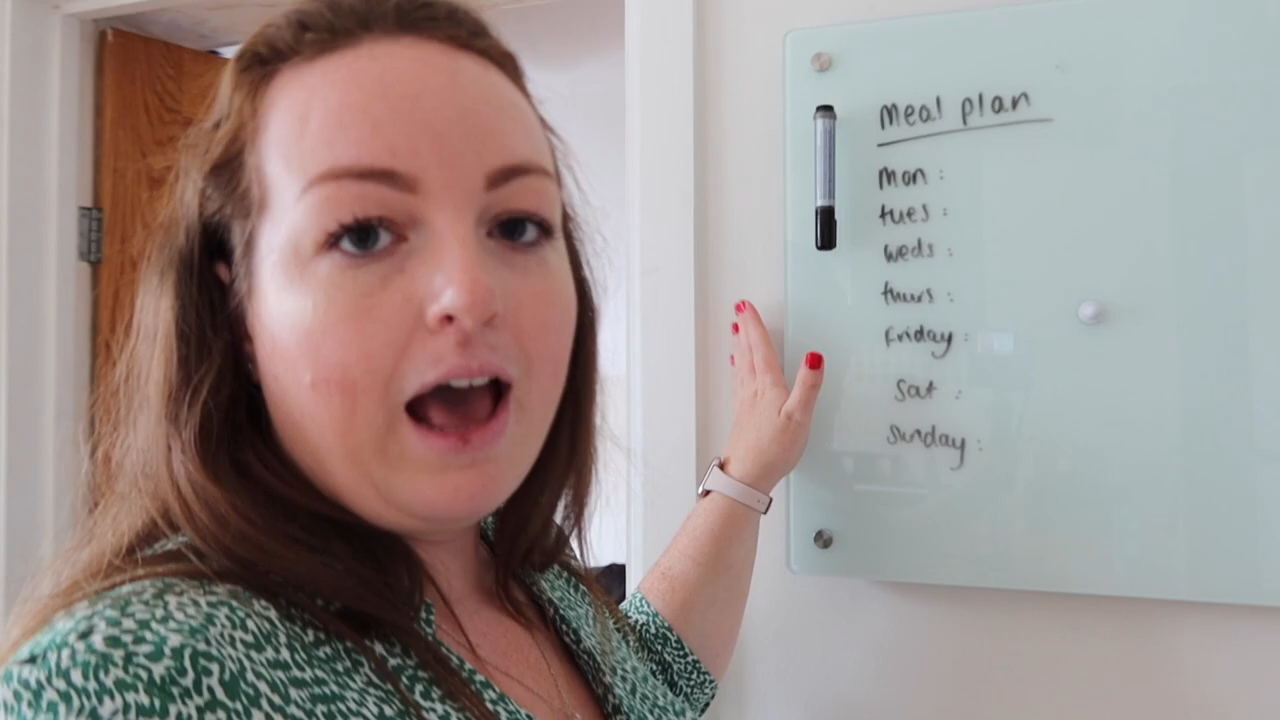 Meal plan
Mon :
tues :
weds :
thurs :
Friday :
Sat :
Sunday :